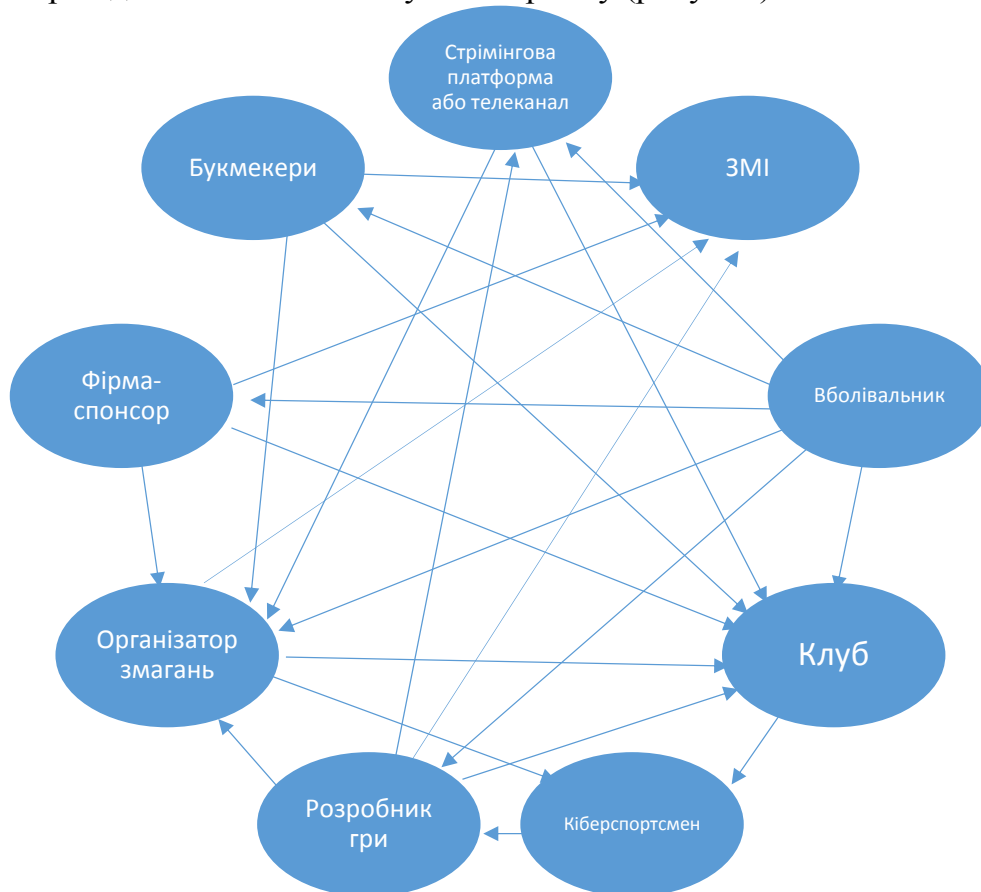 Стрімінгова
платформа
або телеканал
Букмекери
ЗМІ
Фірма-
спонсор
Вболівальник
Організатор
змагань
Клуб
Розробник
гри
Кіберспортсмен